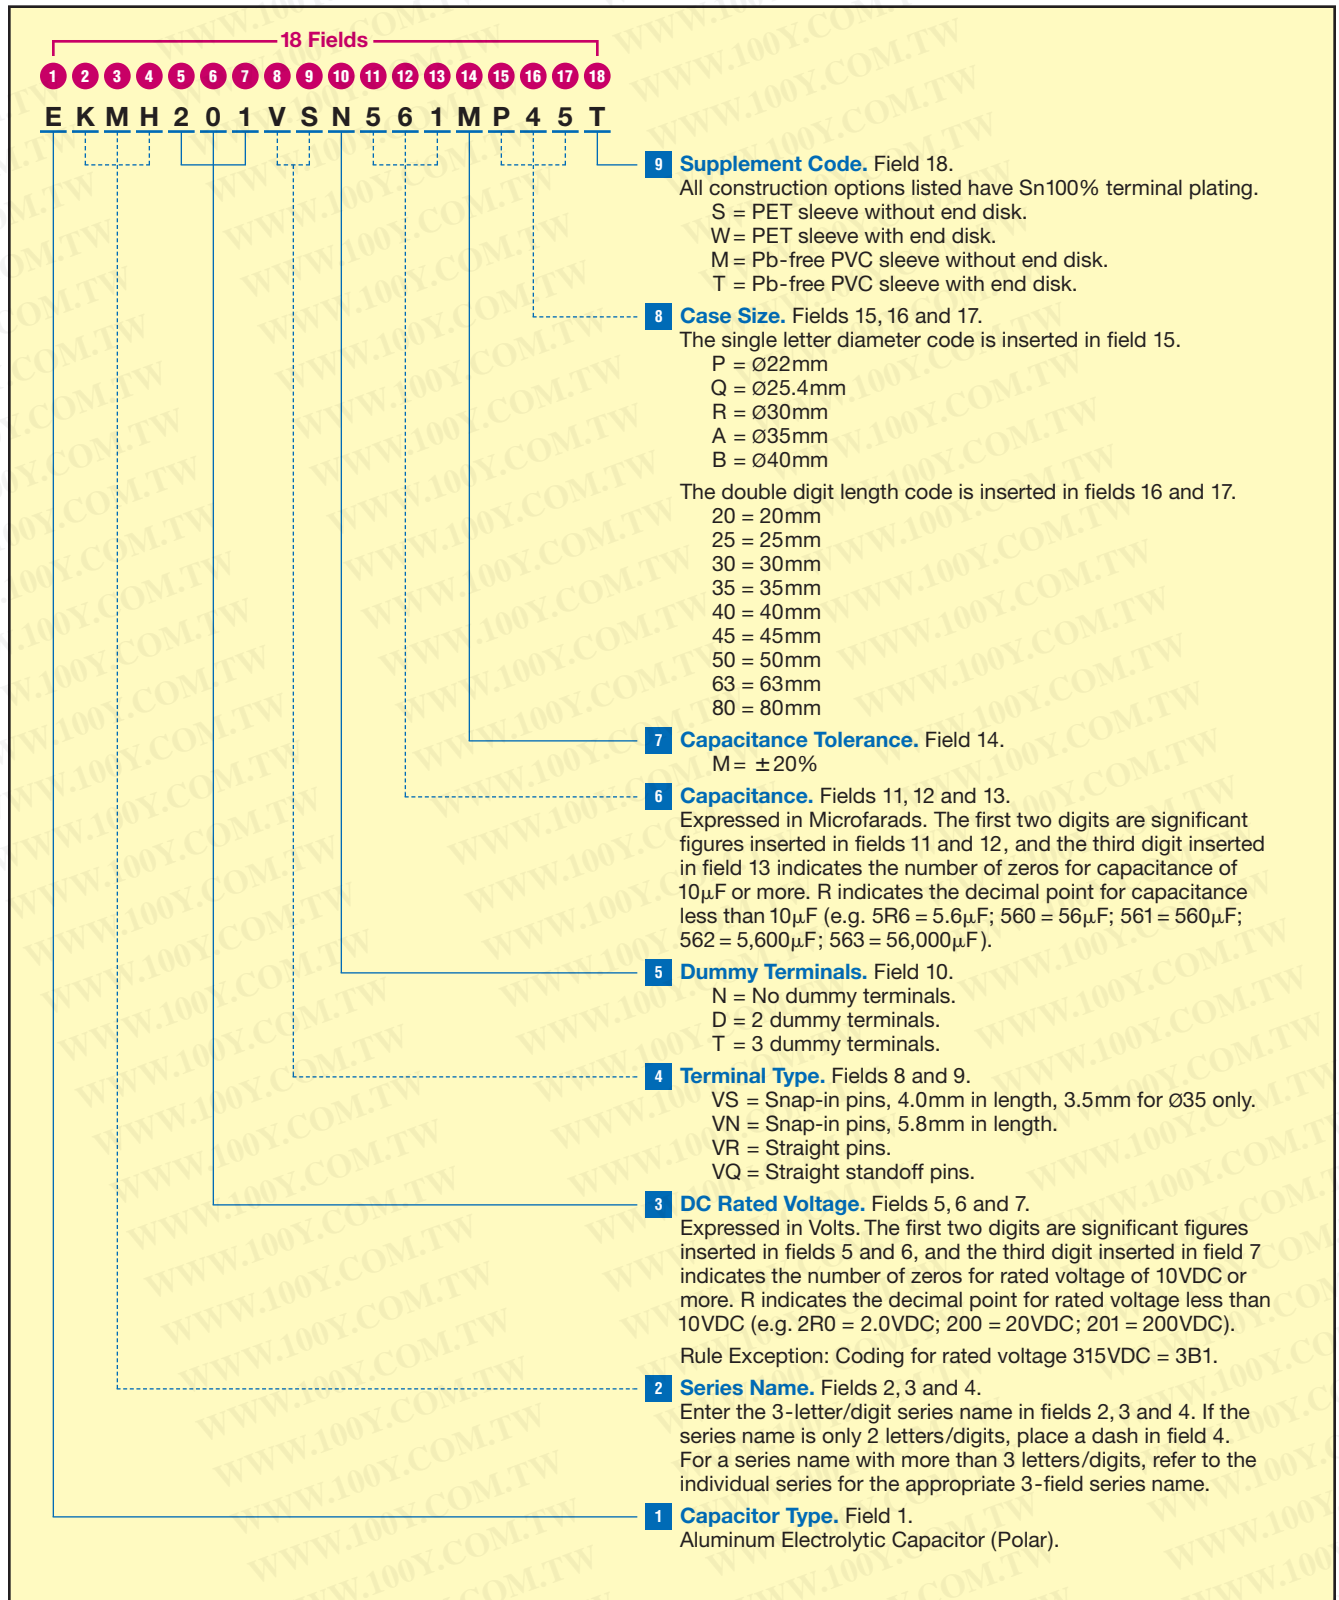 18 Fields
1 2 3 4 5 6 7 8 9 10 11 12 13 14 15 16 17 18
E K M H 2 0 1 V S N 5 6 1 M P 4 5 T
9 Supplement Code. Field 18.
All construction options listed have Sn100% terminal plating.
S = PET sleeve without end disk.
W = PET sleeve with end disk.
M = Pb-free PVC sleeve without end disk.
T = Pb-free PVC sleeve with end disk.
8 Case Size. Fields 15, 16 and 17.
The single letter diameter code is inserted in field 15.
P = Ø22mm
Q = Ø25.4mm
R = Ø30mm
A = Ø35mm
B = Ø40mm
The double digit length code is inserted in fields 16 and 17.
20 = 20mm
25 = 25mm
30 = 30mm
35 = 35mm
40 = 40mm
45 = 45mm
50 = 50mm
63 = 63mm
80 = 80mm
7 Capacitance Tolerance. Field 14.
M = ±20%
6 Capacitance. Fields 11, 12 and 13.
Expressed in Microfarads. The first two digits are significant
figures inserted in fields 11 and 12, and the third digit inserted
in field 13 indicates the number of zeros for capacitance of
10µF or more. R indicates the decimal point for capacitance
less than 10µF (e.g. 5R6 = 5.6µF; 560 = 56µF; 561 = 560µF;
562 = 5,600µF; 563 = 56,000µF).
5 Dummy Terminals. Field 10.
N = No dummy terminals.
D = 2 dummy terminals.
T = 3 dummy terminals.
4 Terminal Type. Fields 8 and 9.
VS = Snap-in pins, 4.0mm in length, 3.5mm for Ø35 only.
VN = Snap-in pins, 5.8mm in length.
VR = Straight pins.
VQ = Straight standoff pins.
3 DC Rated Voltage. Fields 5, 6 and 7.
Expressed in Volts. The first two digits are significant figures
inserted in fields 5 and 6, and the third digit inserted in field 7
indicates the number of zeros for rated voltage of 10VDC or
more. R indicates the decimal point for rated voltage less than
10VDC (e.g. 2R0 = 2.0VDC; 200 = 20VDC; 201 = 200VDC).
Rule Exception: Coding for rated voltage 315VDC = 3B1.
2 Series Name. Fields 2, 3 and 4.
Enter the 3-letter/digit series name in fields 2, 3 and 4. If the
series name is only 2 letters/digits, place a dash in field 4.
For a series name with more than 3 letters/digits, refer to the
individual series for the appropriate 3-field series name.
1 Capacitor Type. Field 1.
Aluminum Electrolytic Capacitor (Polar).
WWW.100Y.COM.TW